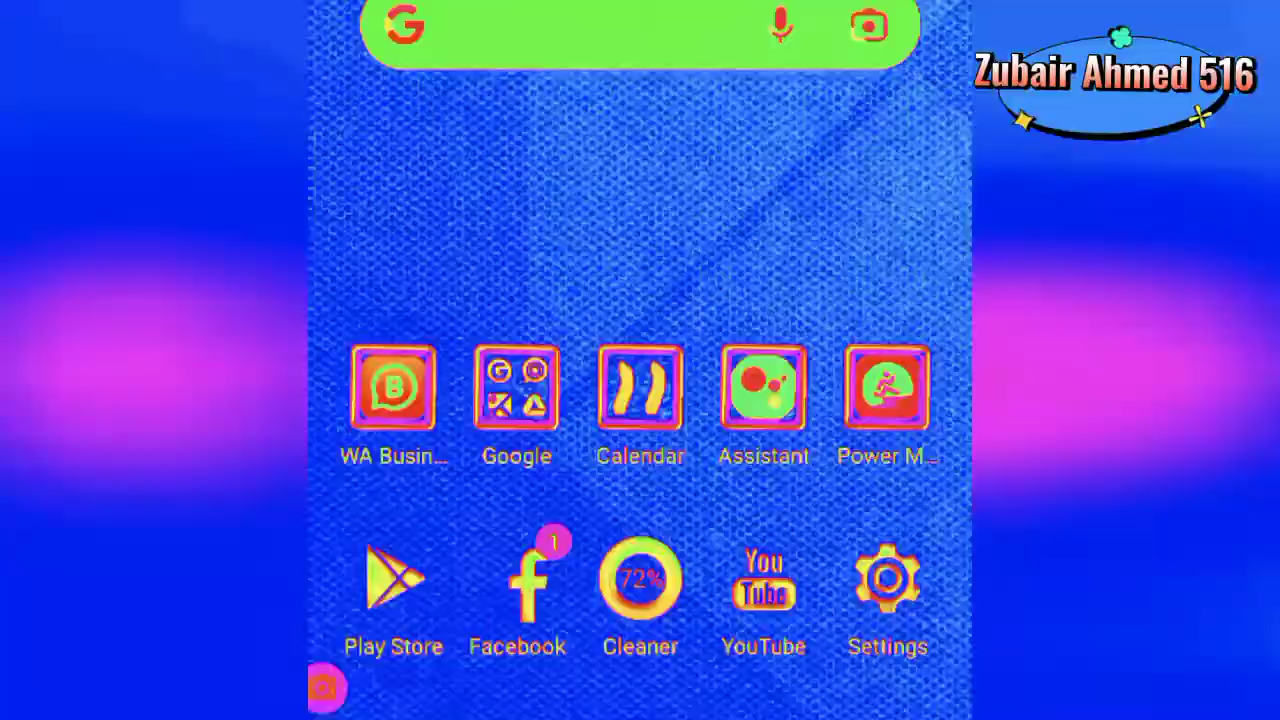 Zubair Ahmed 516
WA Busin...
Google
Calendar
Assistant
Power M...
1
72%
You
Tube
Play Store
Facebook
Cleaner
YouTube
Settings